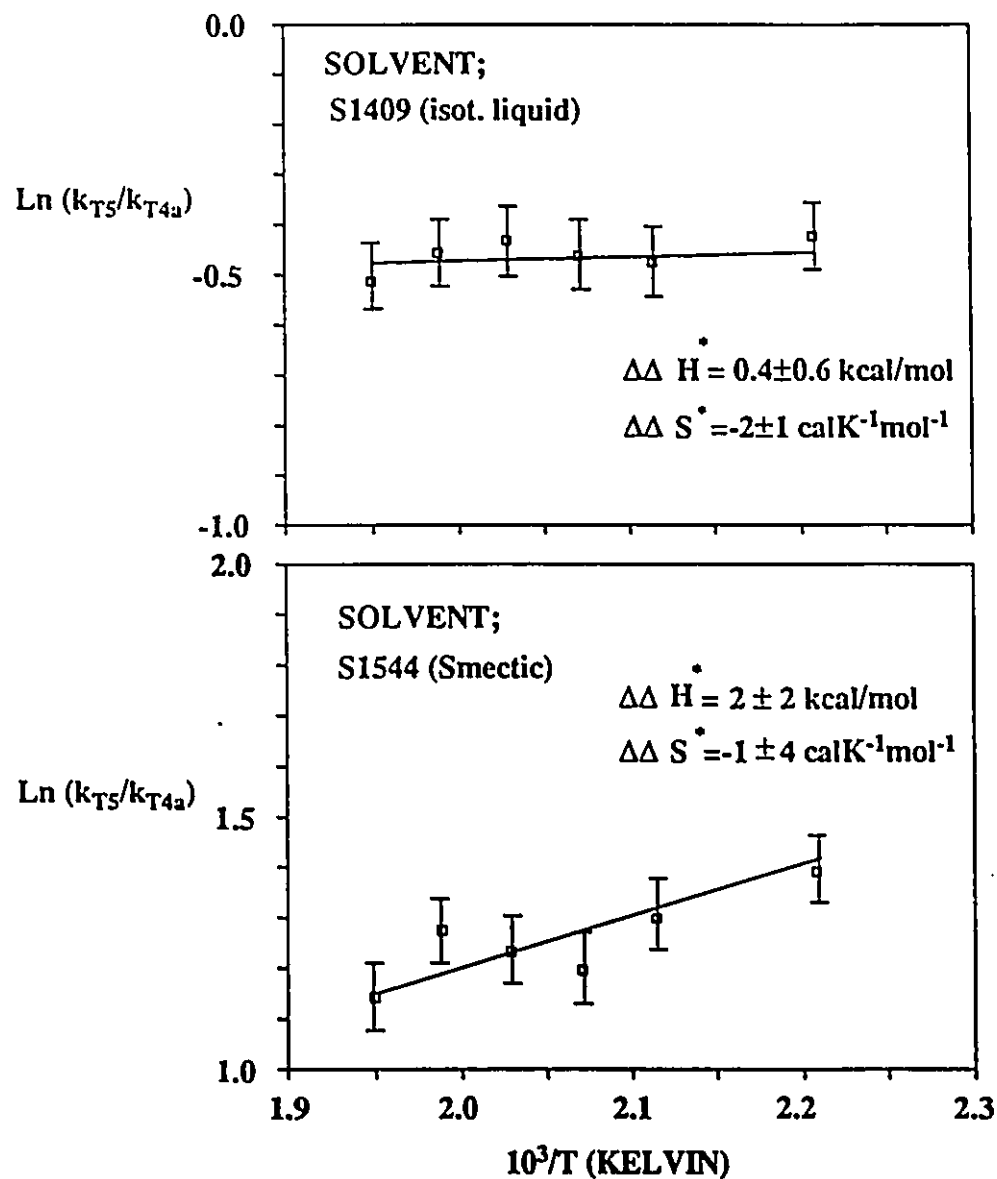 0.0
SOLVENT;
S1409 (isot. liquid)
Ln (kT5/kT4a)
-0.5
ΔΔ H* = 0.4±0.6 kcal/mol
ΔΔ S* =-2±1 calK-1mol-1
-1.0
2.0
SOLVENT;
S1544 (Smectic)
ΔΔ H* = 2 ± 2 kcal/mol
ΔΔ S* =-1 ±4 calK-1mol-1
Ln (kT5/kT4a)
1.5
1.0
1.9 2.0 2.1 2.2 2.3
10³/T (KELVIN)